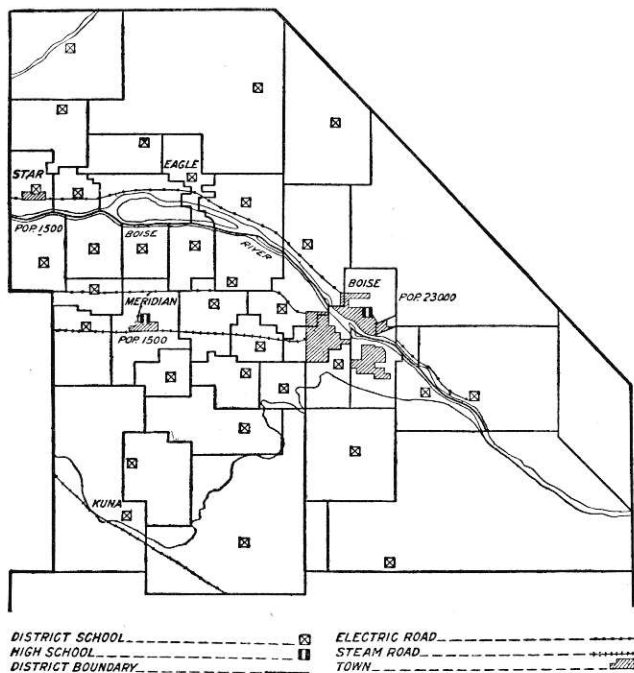 STAR
EAGLE
POP. 1500
BOISE
RIVER
MERIDIAN
BOISE
POP. 23000
POP. 1500
KUNA
DISTRICT SCHOOL
HIGH SCHOOL
DISTRICT BOUNDARY
ELECTRIC ROAD
STEAM ROAD
TOWN